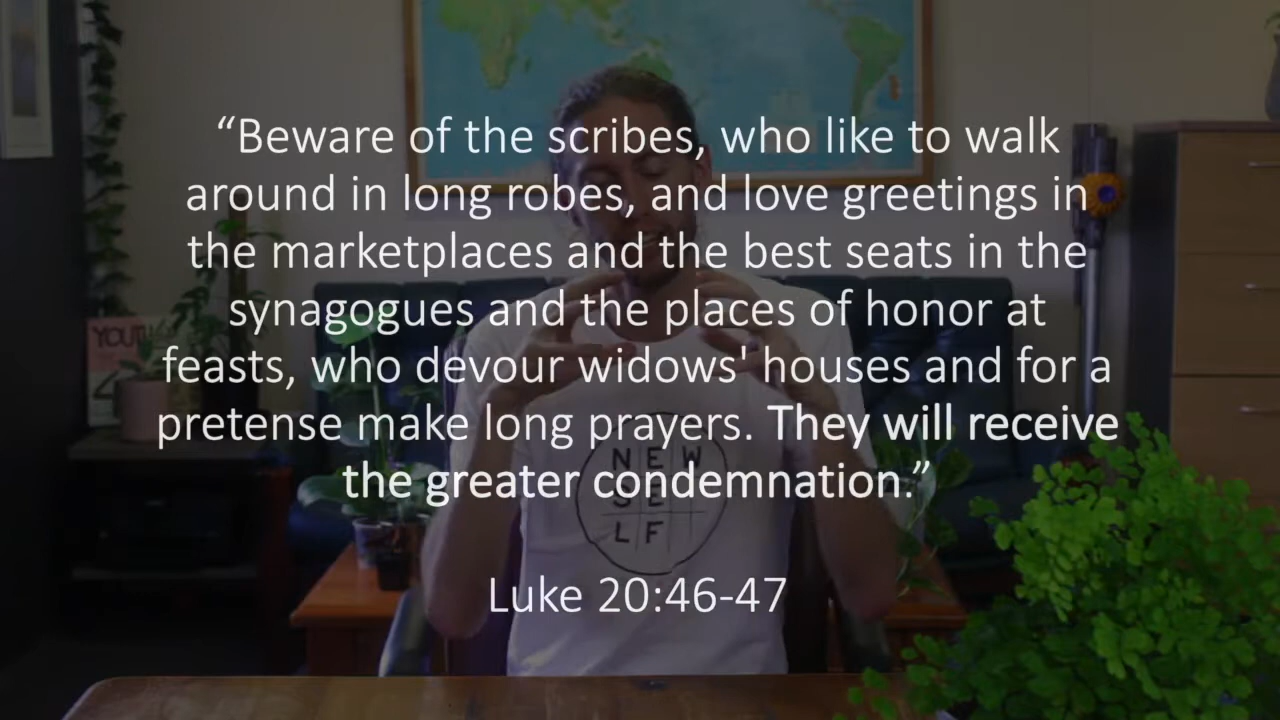 “Beware of the scribes, who like to walk
around in long robes, and love greetings in
the marketplaces and the best seats in the
synagogues and the places of honor at
feasts, who devour widows' houses and for a
pretense make long prayers. They will receive
the greater condemnation.”
Luke 20:46-47
YOU
NEW
SE
LF